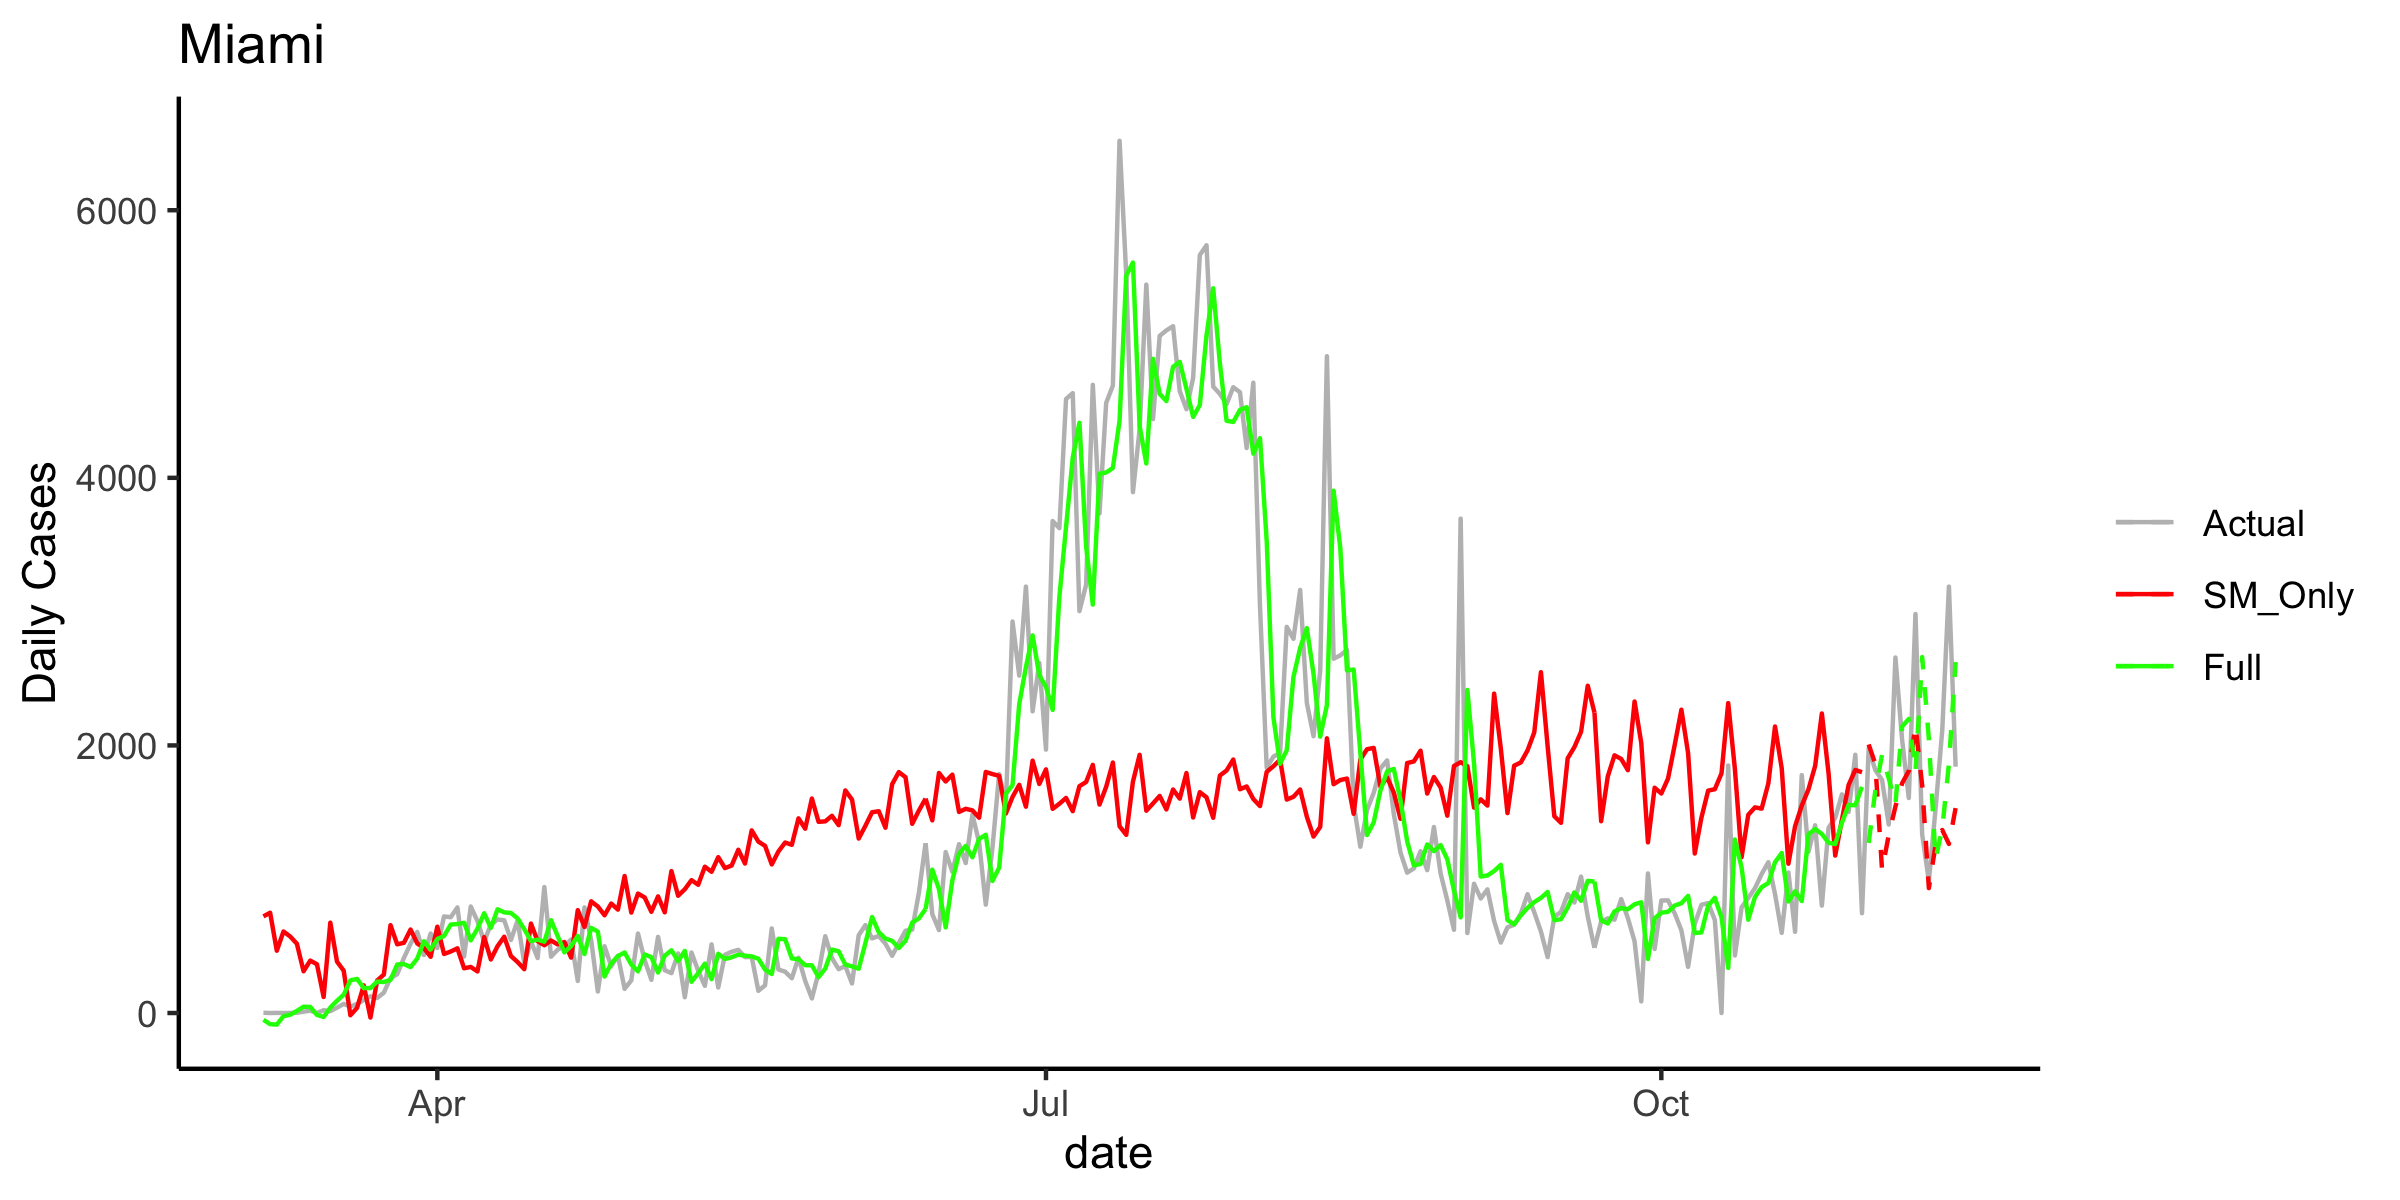 Miami
Daily Cases
6000
4000
2000
0
Apr
Jul
Oct
date
Actual
SM_Only
Full